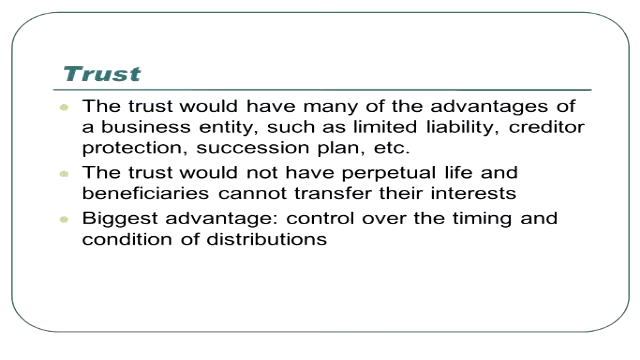 Trust
The trust would have many of the advantages of
a business entity, such as limited liability, creditor
protection, succession plan, etc.
The trust would not have perpetual life and
beneficiaries cannot transfer their interests
Biggest advantage: control over the timing and
condition of distributions